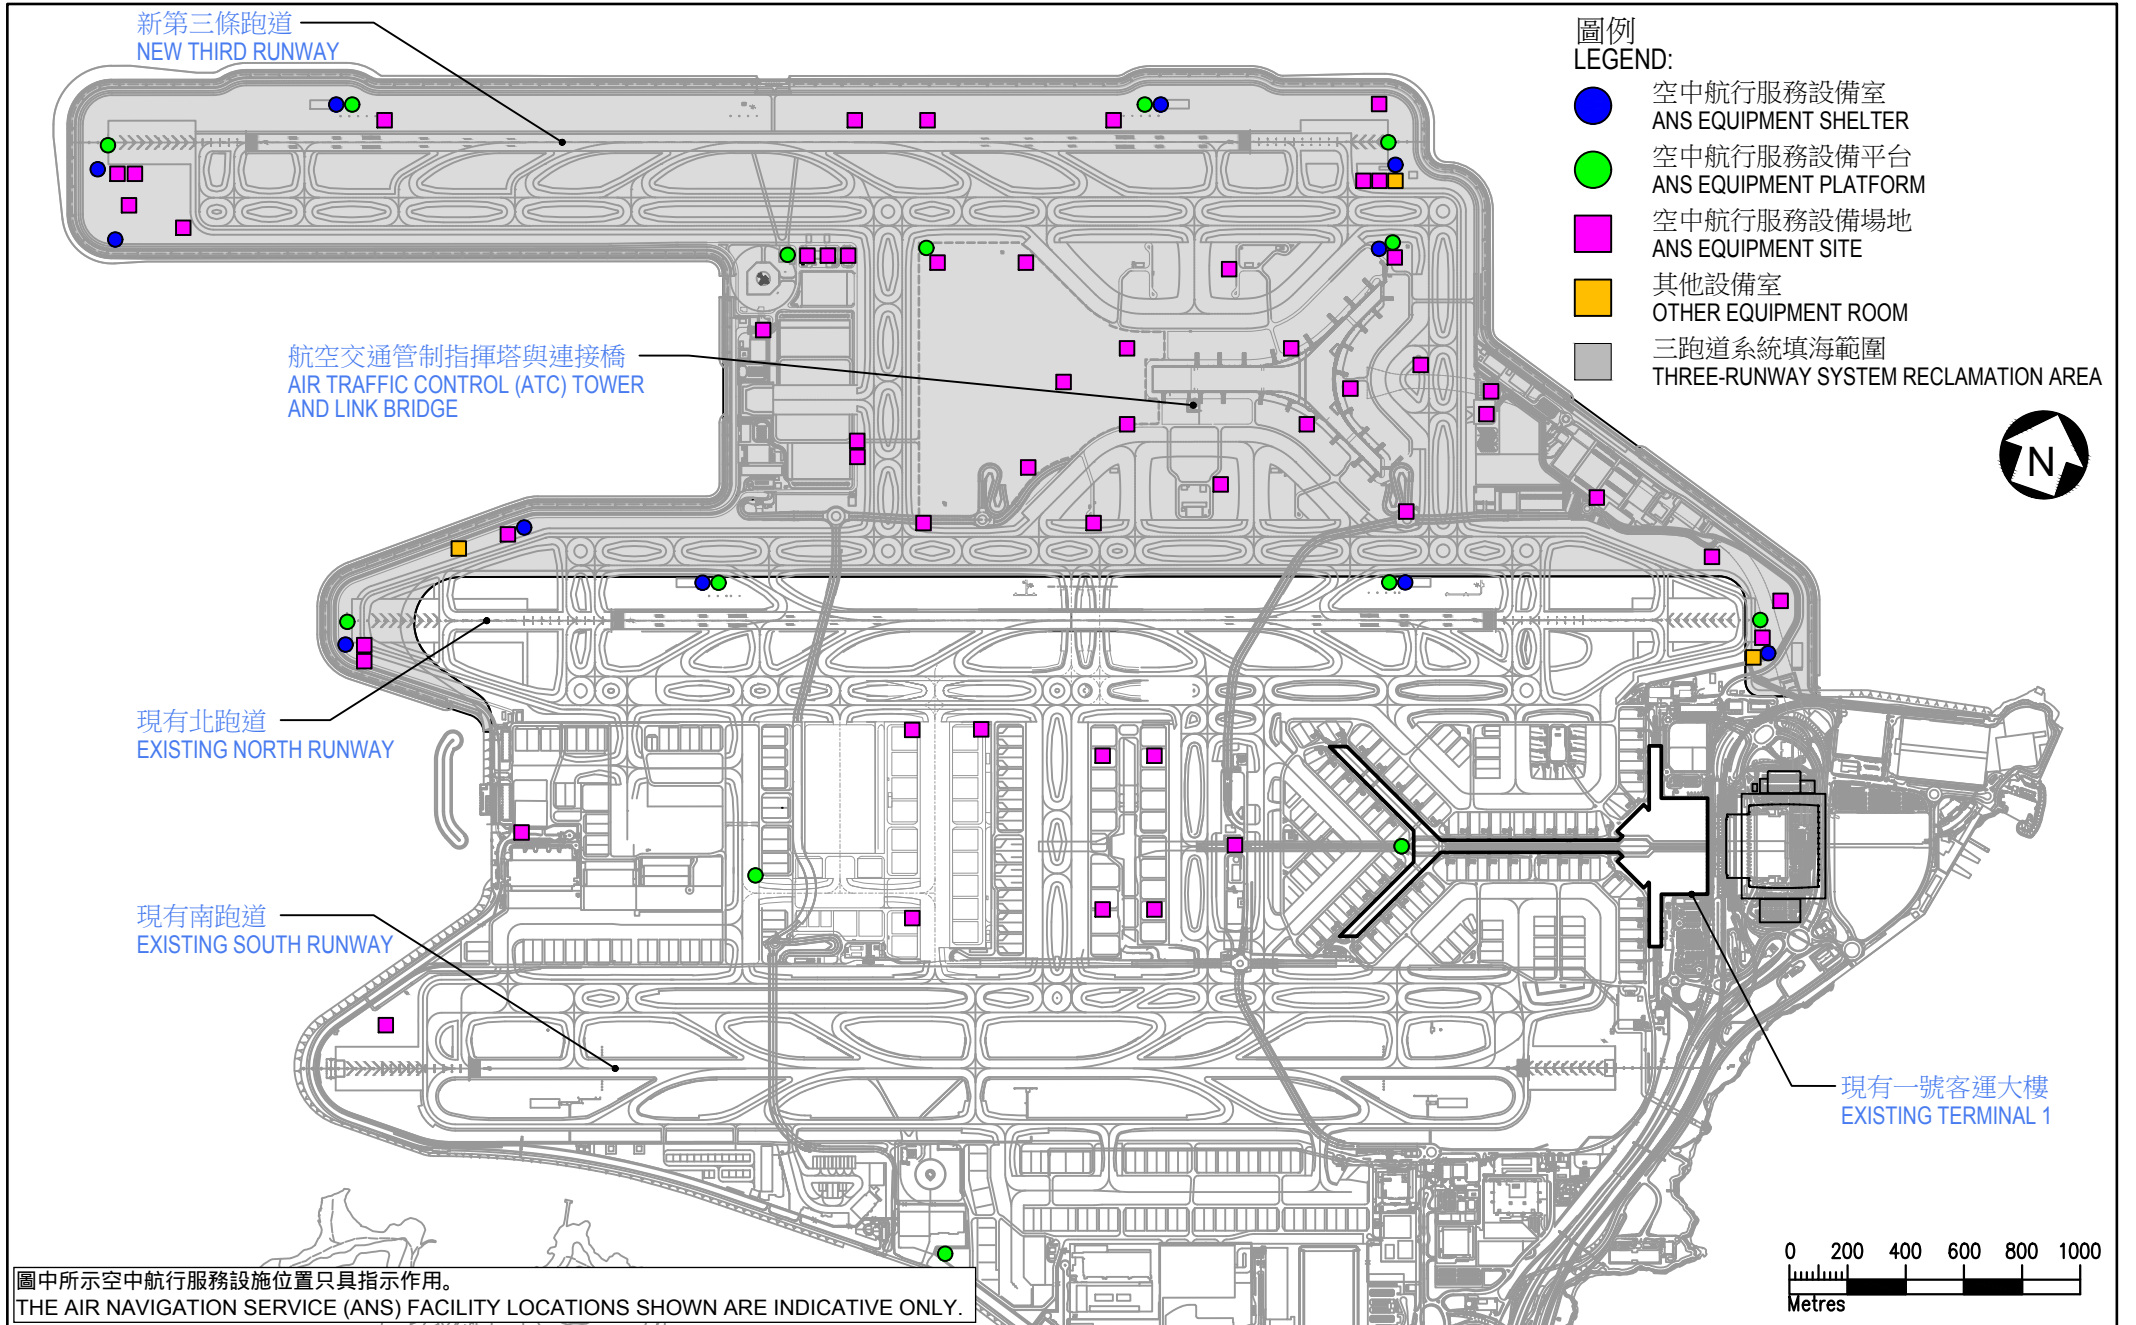 新第三條跑道
NEW THIRD RUNWAY
圖例
LEGEND:
空中航行服務設備室
ANS EQUIPMENT SHELTER
空中航行服務設備平台
ANS EQUIPMENT PLATFORM
空中航行服務設備場地
ANS EQUIPMENT SITE
其他設備室
OTHER EQUIPMENT ROOM
三跑道系統填海範圍
THREE-RUNWAY SYSTEM RECLAMATION AREA
N
航空交通管制指揮塔與連接橋
AIR TRAFFIC CONTROL (ATC) TOWER
AND LINK BRIDGE
現有北跑道
EXISTING NORTH RUNWAY
現有南跑道
EXISTING SOUTH RUNWAY
現有一號客運大樓
EXISTING TERMINAL 1
0 200 400 600 800 1000
Metres
圖中所示空中航行服務設施位置只具指示作用。
THE AIR NAVIGATION SERVICE (ANS) FACILITY LOCATIONS SHOWN ARE INDICATIVE ONLY.